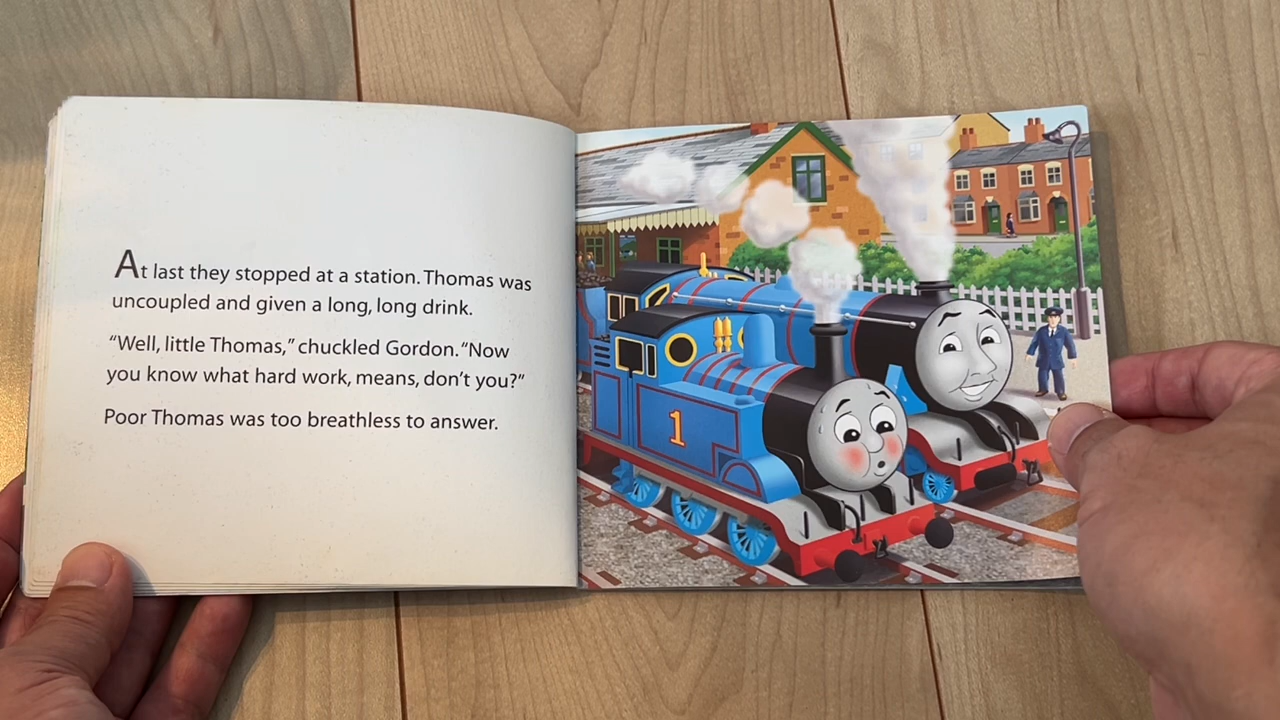 At last they stopped at a station. Thomas was
uncoupled and given a long, long drink.
“Well, little Thomas,” chuckled Gordon. “Now
you know what hard work, means, don’t you?”
Poor Thomas was too breathless to answer.
1